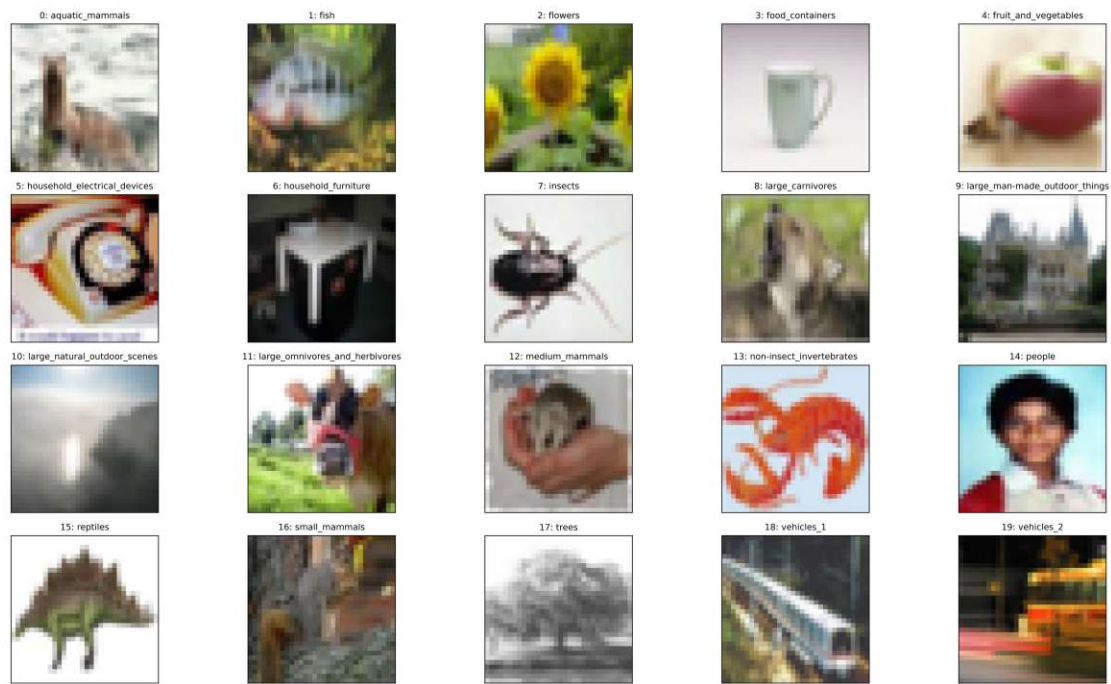 0: aquatic_mammals
1: fish
2: flowers
3: food_containers
4: fruit_and_vegetables
5: household_electrical_devices
6: household_furniture
7: insects
8: large_carnivores
9: large_man-made_outdoor_things
10: large_natural_outdoor_scenes
11: large_omnivores_and_herbivores
12: medium_mammals
13: non-insect_invertebrates
14: people
15: reptiles
16: small_mammals
17: trees
18: vehicles_1
19: vehicles_2